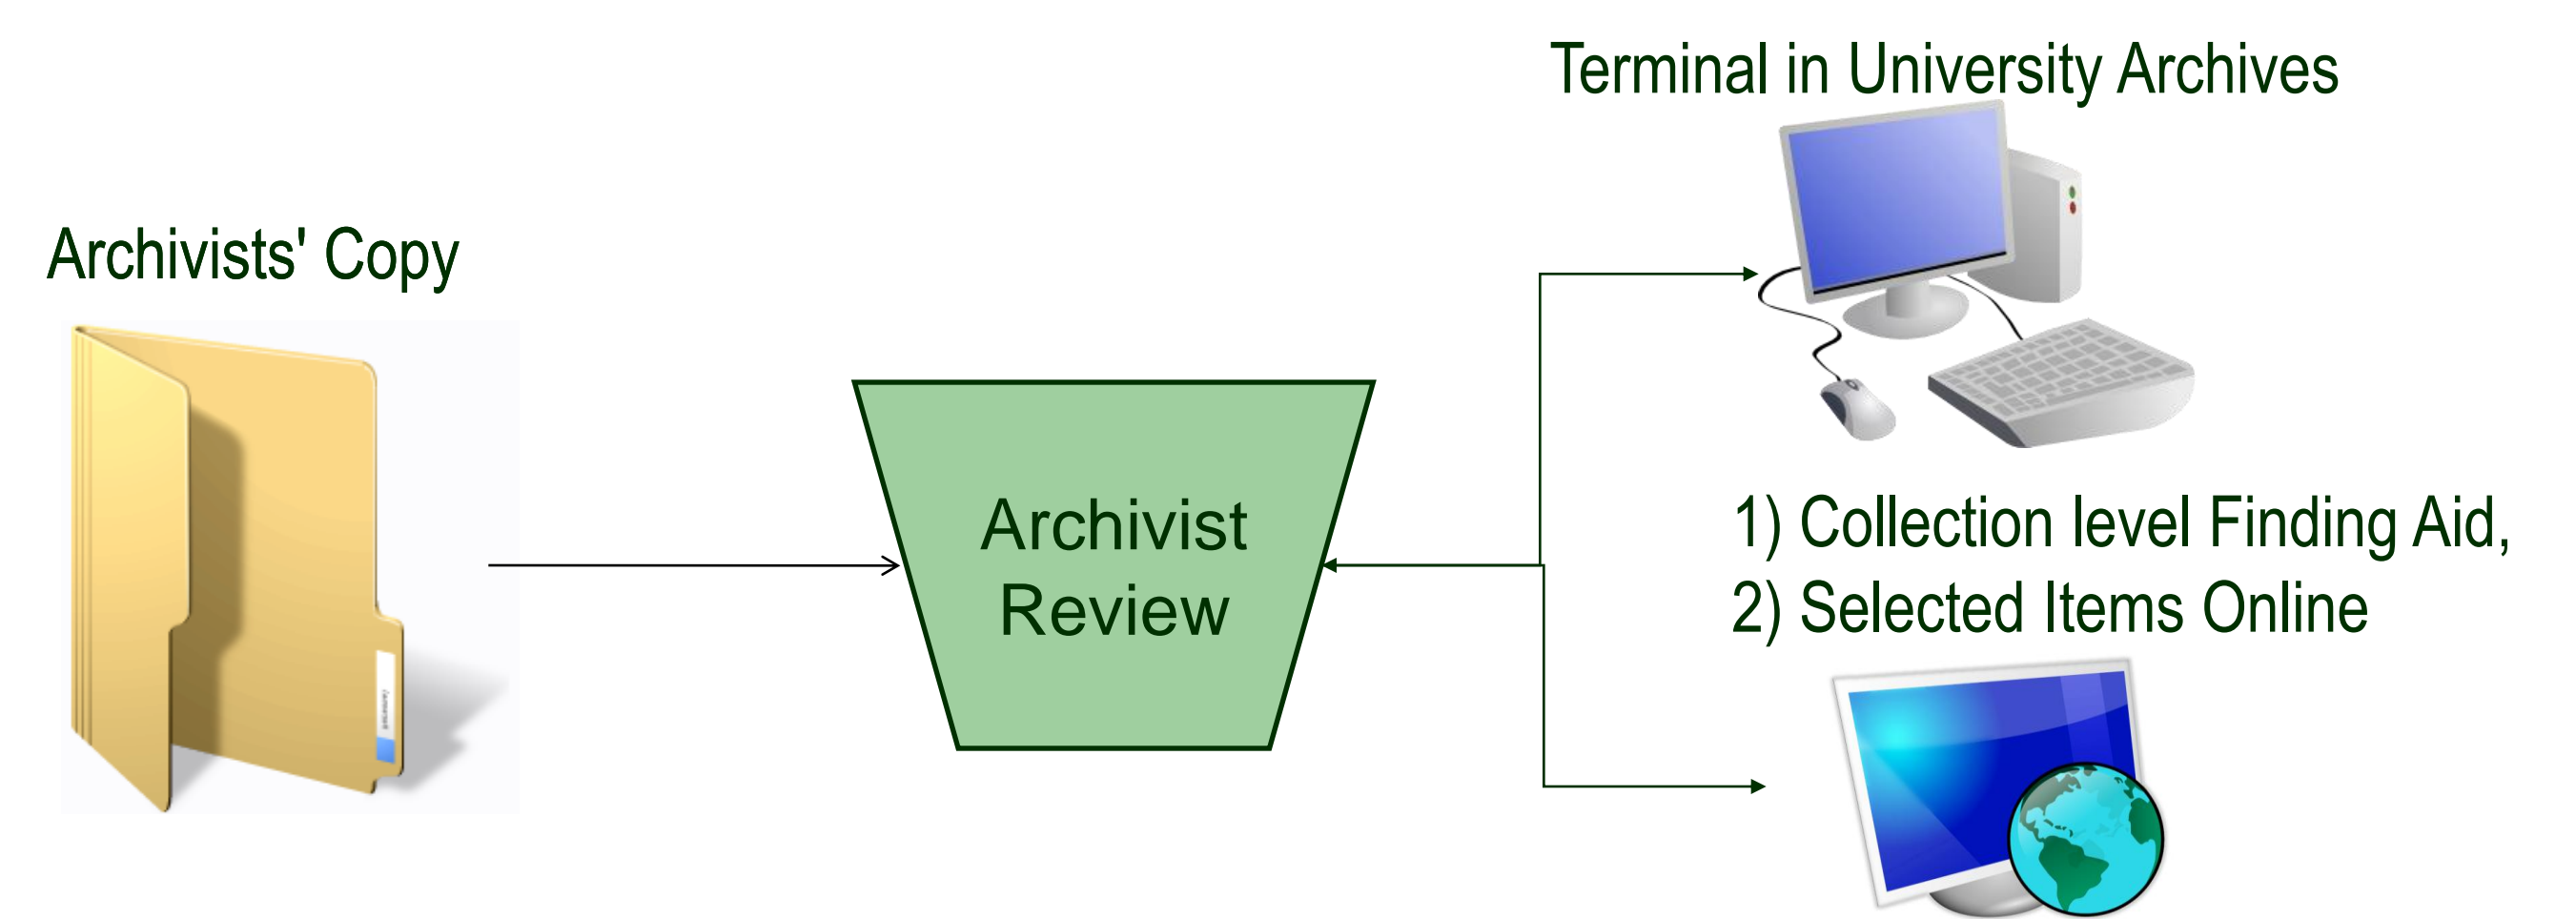 Terminal in University Archives
Archivists' Copy
Archivist
Review
1) Collection level Finding Aid,
2) Selected Items Online